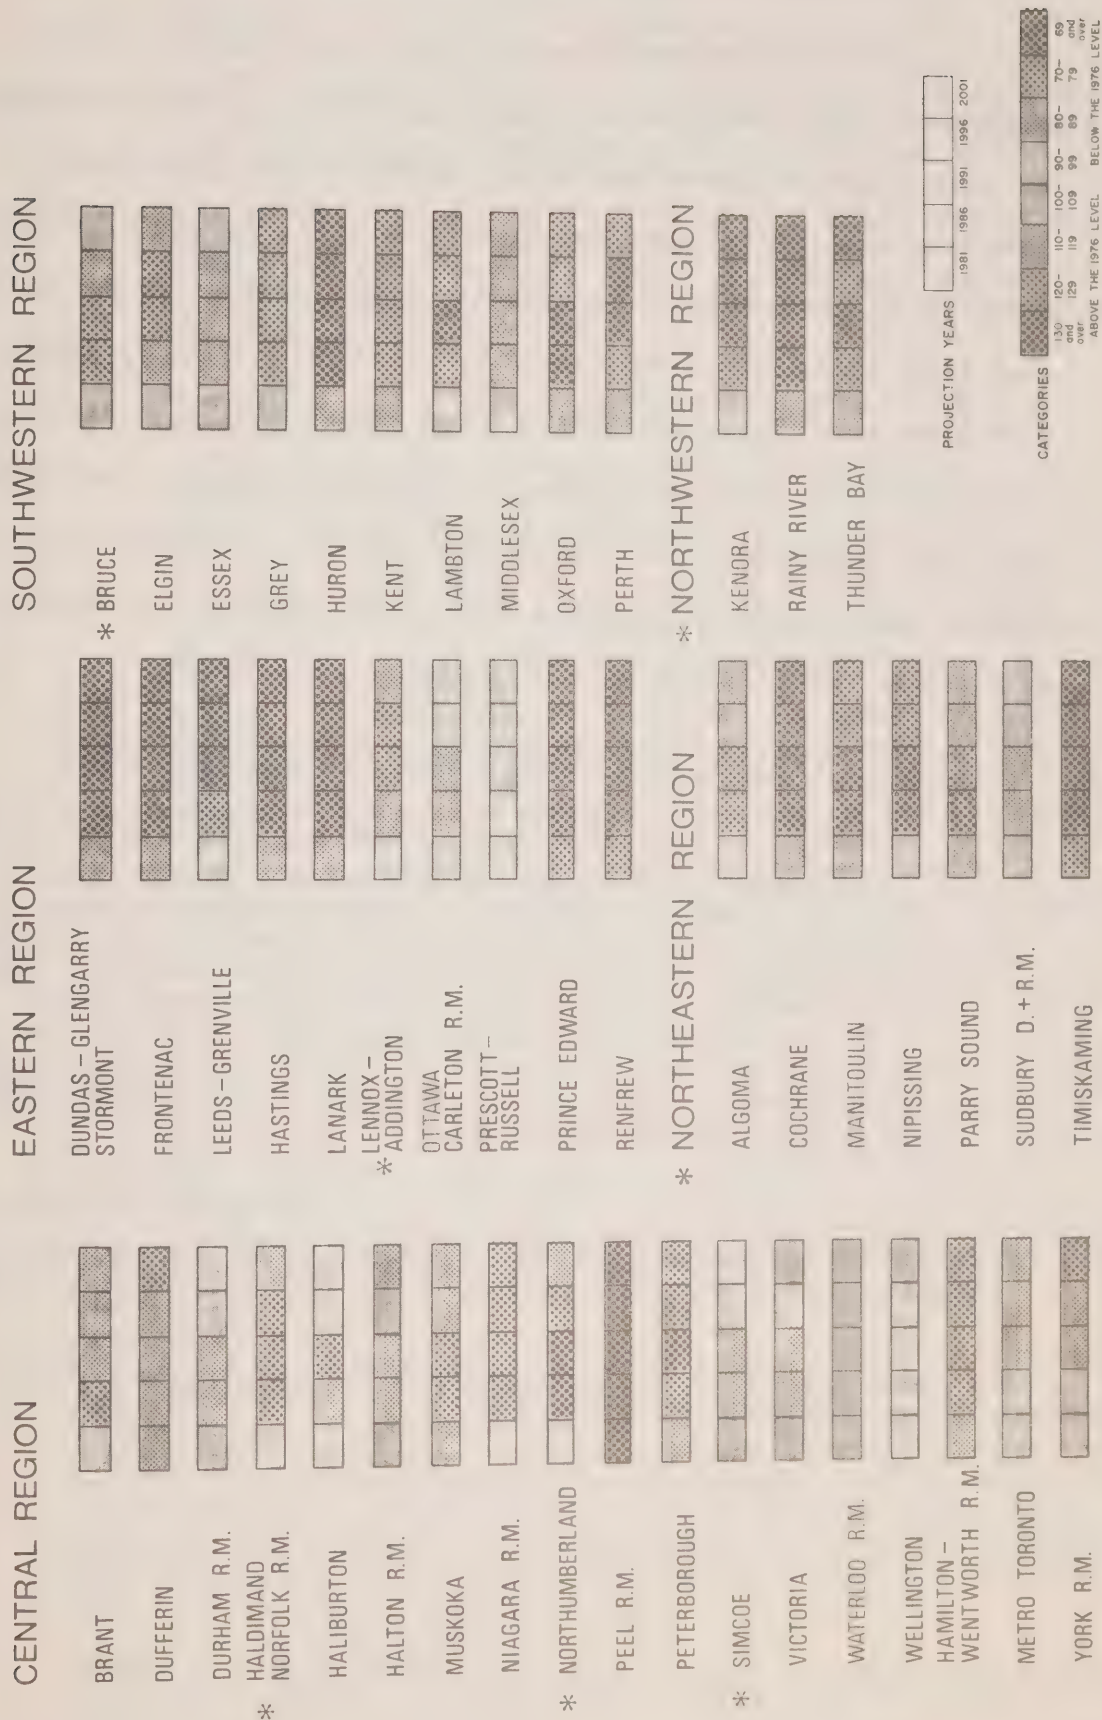 CENTRAL REGION
BRANT
DUFFERIN
DURHAM R.M.
HALDIMAND
* NORFOLK R.M.
HALIBURTON
HALTON R.M.
MUSKOKA
NIAGARA R.M.
* NORTHUMBERLAND
PEEL R.M.
PETERBOROUGH
* SIMCOE
VICTORIA
WATERLOO R.M.
WELLINGTON
HAMILTON –
WENTWORTH R.M.
METRO TORONTO
YORK R.M.
EASTERN REGION
DUNDAS – GLENGARRY
STORMONT
FRONTENAC
LEEDS – GRENVILLE
HASTINGS
LANARK
LENNOX –
* ADDINGTON
OTTAWA
CARLETON R.M.
PRESCOTT –
RUSSELL
PRINCE EDWARD
RENFREW
* NORTHEASTERN REGION
ALGOMA
COCHRANE
MANITOULIN
NIPISSING
PARRY SOUND
SUDBURY D. + R.M.
TIMISKAMING
SOUTHWESTERN REGION
* BRUCE
ELGIN
ESSEX
GREY
HURON
KENT
LAMBTON
MIDDLESEX
OXFORD
PERTH
* NORTHWESTERN REGION
KENORA
RAINY RIVER
THUNDER BAY
PROJECTION YEARS
1981 1986 1991 1996 2001
CATEGORIES
130 120– 110– 100– 90– 80– 70– 69
and 129 119 109 99 89 79 and
over over
ABOVE THE 1976 LEVEL BELOW THE 1976 LEVEL